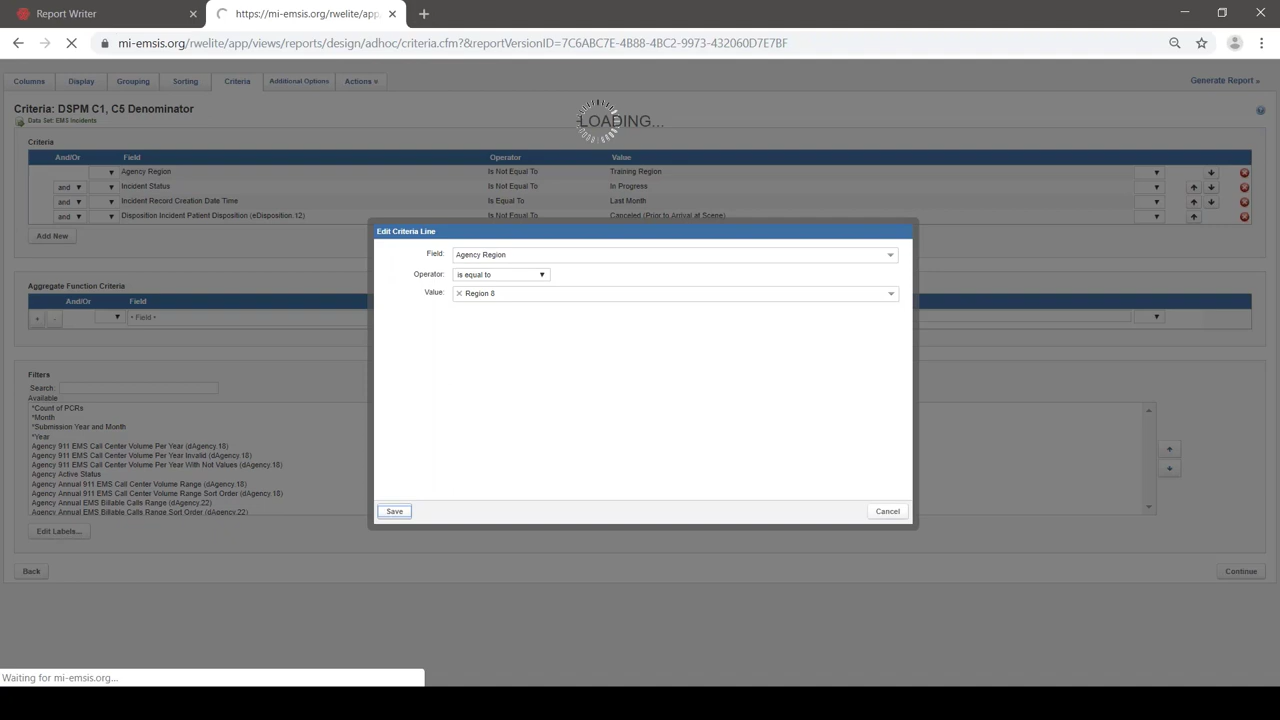 Report Writer
https://mi-emsis.org/rwelite/app
mi-emsis.org/rwelite/app/views/reports/design/adhoc/criteria.cfm?&reportVersionID=7C6ABC7E-4B88-4BC2-9973-432060D7E7BF
Columns Display Grouping Sorting Criteria Additional Options Actions » Generate Report »
Criteria: DSPM C1, C5 Denominator
Data Set: EMS Incidents
LOADING...
Criteria
And/Or Field Operator Value
Agency Region Is Not Equal To Training Region
and Incident Status Is Not Equal To In Progress
and Incident Record Creation Date Time Is Equal To Last Month
and Disposition Incident Patient Disposition (eDisposition.12) Is Not Equal To Canceled (Prior to Arrival at Scene)
Add New
Edit Criteria Line
Field: Agency Region
Operator: is equal to
Value: Region 8
Save Cancel
Aggregate Function Criteria
And/Or Field
+ - • Field •
Filters
Search:
Available
*Count of PCRs
*Month
*Submission Year and Month
*Year
Agency 911 EMS Call Center Volume Per Year (dAgency.18)
Agency 911 EMS Call Center Volume Per Year Invalid (dAgency.18)
Agency 911 EMS Call Center Volume Per Year With Not Values (dAgency.18)
Agency Active Status
Agency Annual 911 EMS Call Center Volume Range (dAgency.18)
Agency Annual 911 EMS Call Center Volume Range Sort Order (dAgency.18)
Agency Annual EMS Billable Calls Range (dAgency.22)
Agency Annual EMS Billable Calls Range Sort Order (dAgency.22)
Edit Labels...
Back Continue
Waiting for mi-emsis.org...